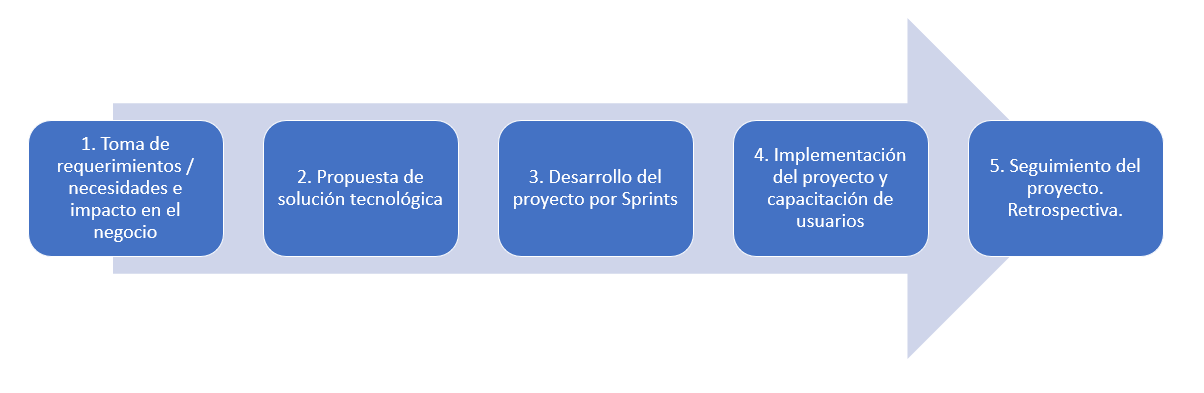 1. Toma de
requerimientos /
necesidades e
impacto en el
negocio
2. Propuesta de
solución tecnológica
3. Desarrollo del
proyecto por Sprints
4. Implementación
del proyecto y
capacitación de
usuarios
5. Seguimiento del
proyecto.
Retrospectiva.